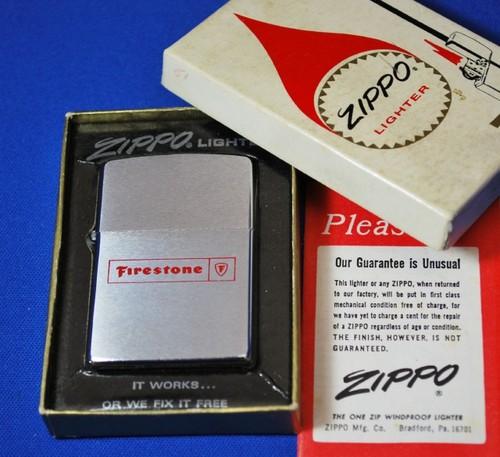 ZIPPO
LIGHTER
ZIPPO LIGHT
Firestone F
IT WORKS...
OR WE FIX IT FREE
Pleas
Our Guarantee is Unusual
This lighter or any ZIPPO, when returned
to our factory, will be put in first class
mechanical condition free of charge, for
we have yet to charge a cent for the repair
of a ZIPPO regardless of age or condition.
THE FINISH, HOWEVER, IS NOT
GUARANTEED.
ZIPPO®
THE ONE ZIP WINDPROOF LIGHTER
ZIPPO Mfg. Co. Bradford, Pa. 16701